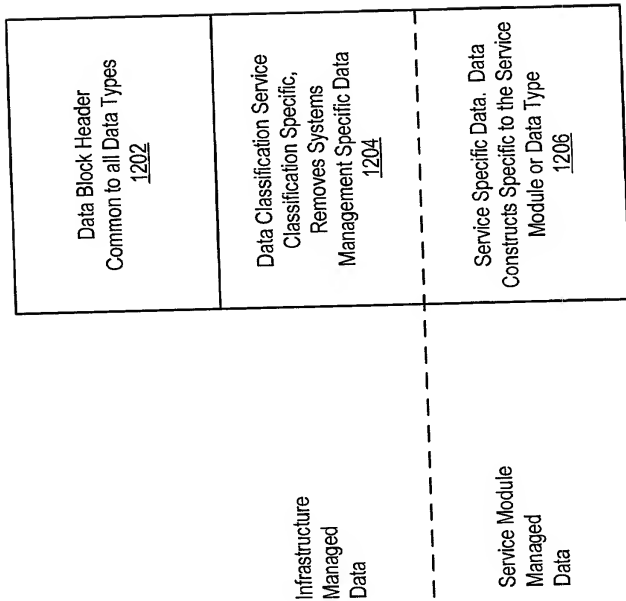 Data Block Header
Common to all Data Types
1202
Infrastructure
Managed
Data
Data Classification Service
Classification Specific,
Removes Systems
Management Specific Data
1204
Service Module
Managed
Data
Service Specific Data. Data
Constructs Specific to the Service
Module or Data Type
1206